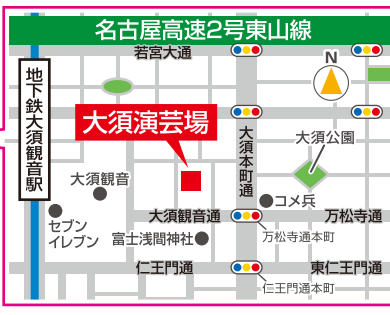 名古屋高速2号東山線
若宮大通
N
地下鉄大須観音駅
大須演芸場
大須本町通
大須公園
大須観音
コメ兵
セブン
イレブン
大須観音通
万松寺通
富士浅間神社
万松寺通本町
仁王門通
東仁王門通
仁王門通本町